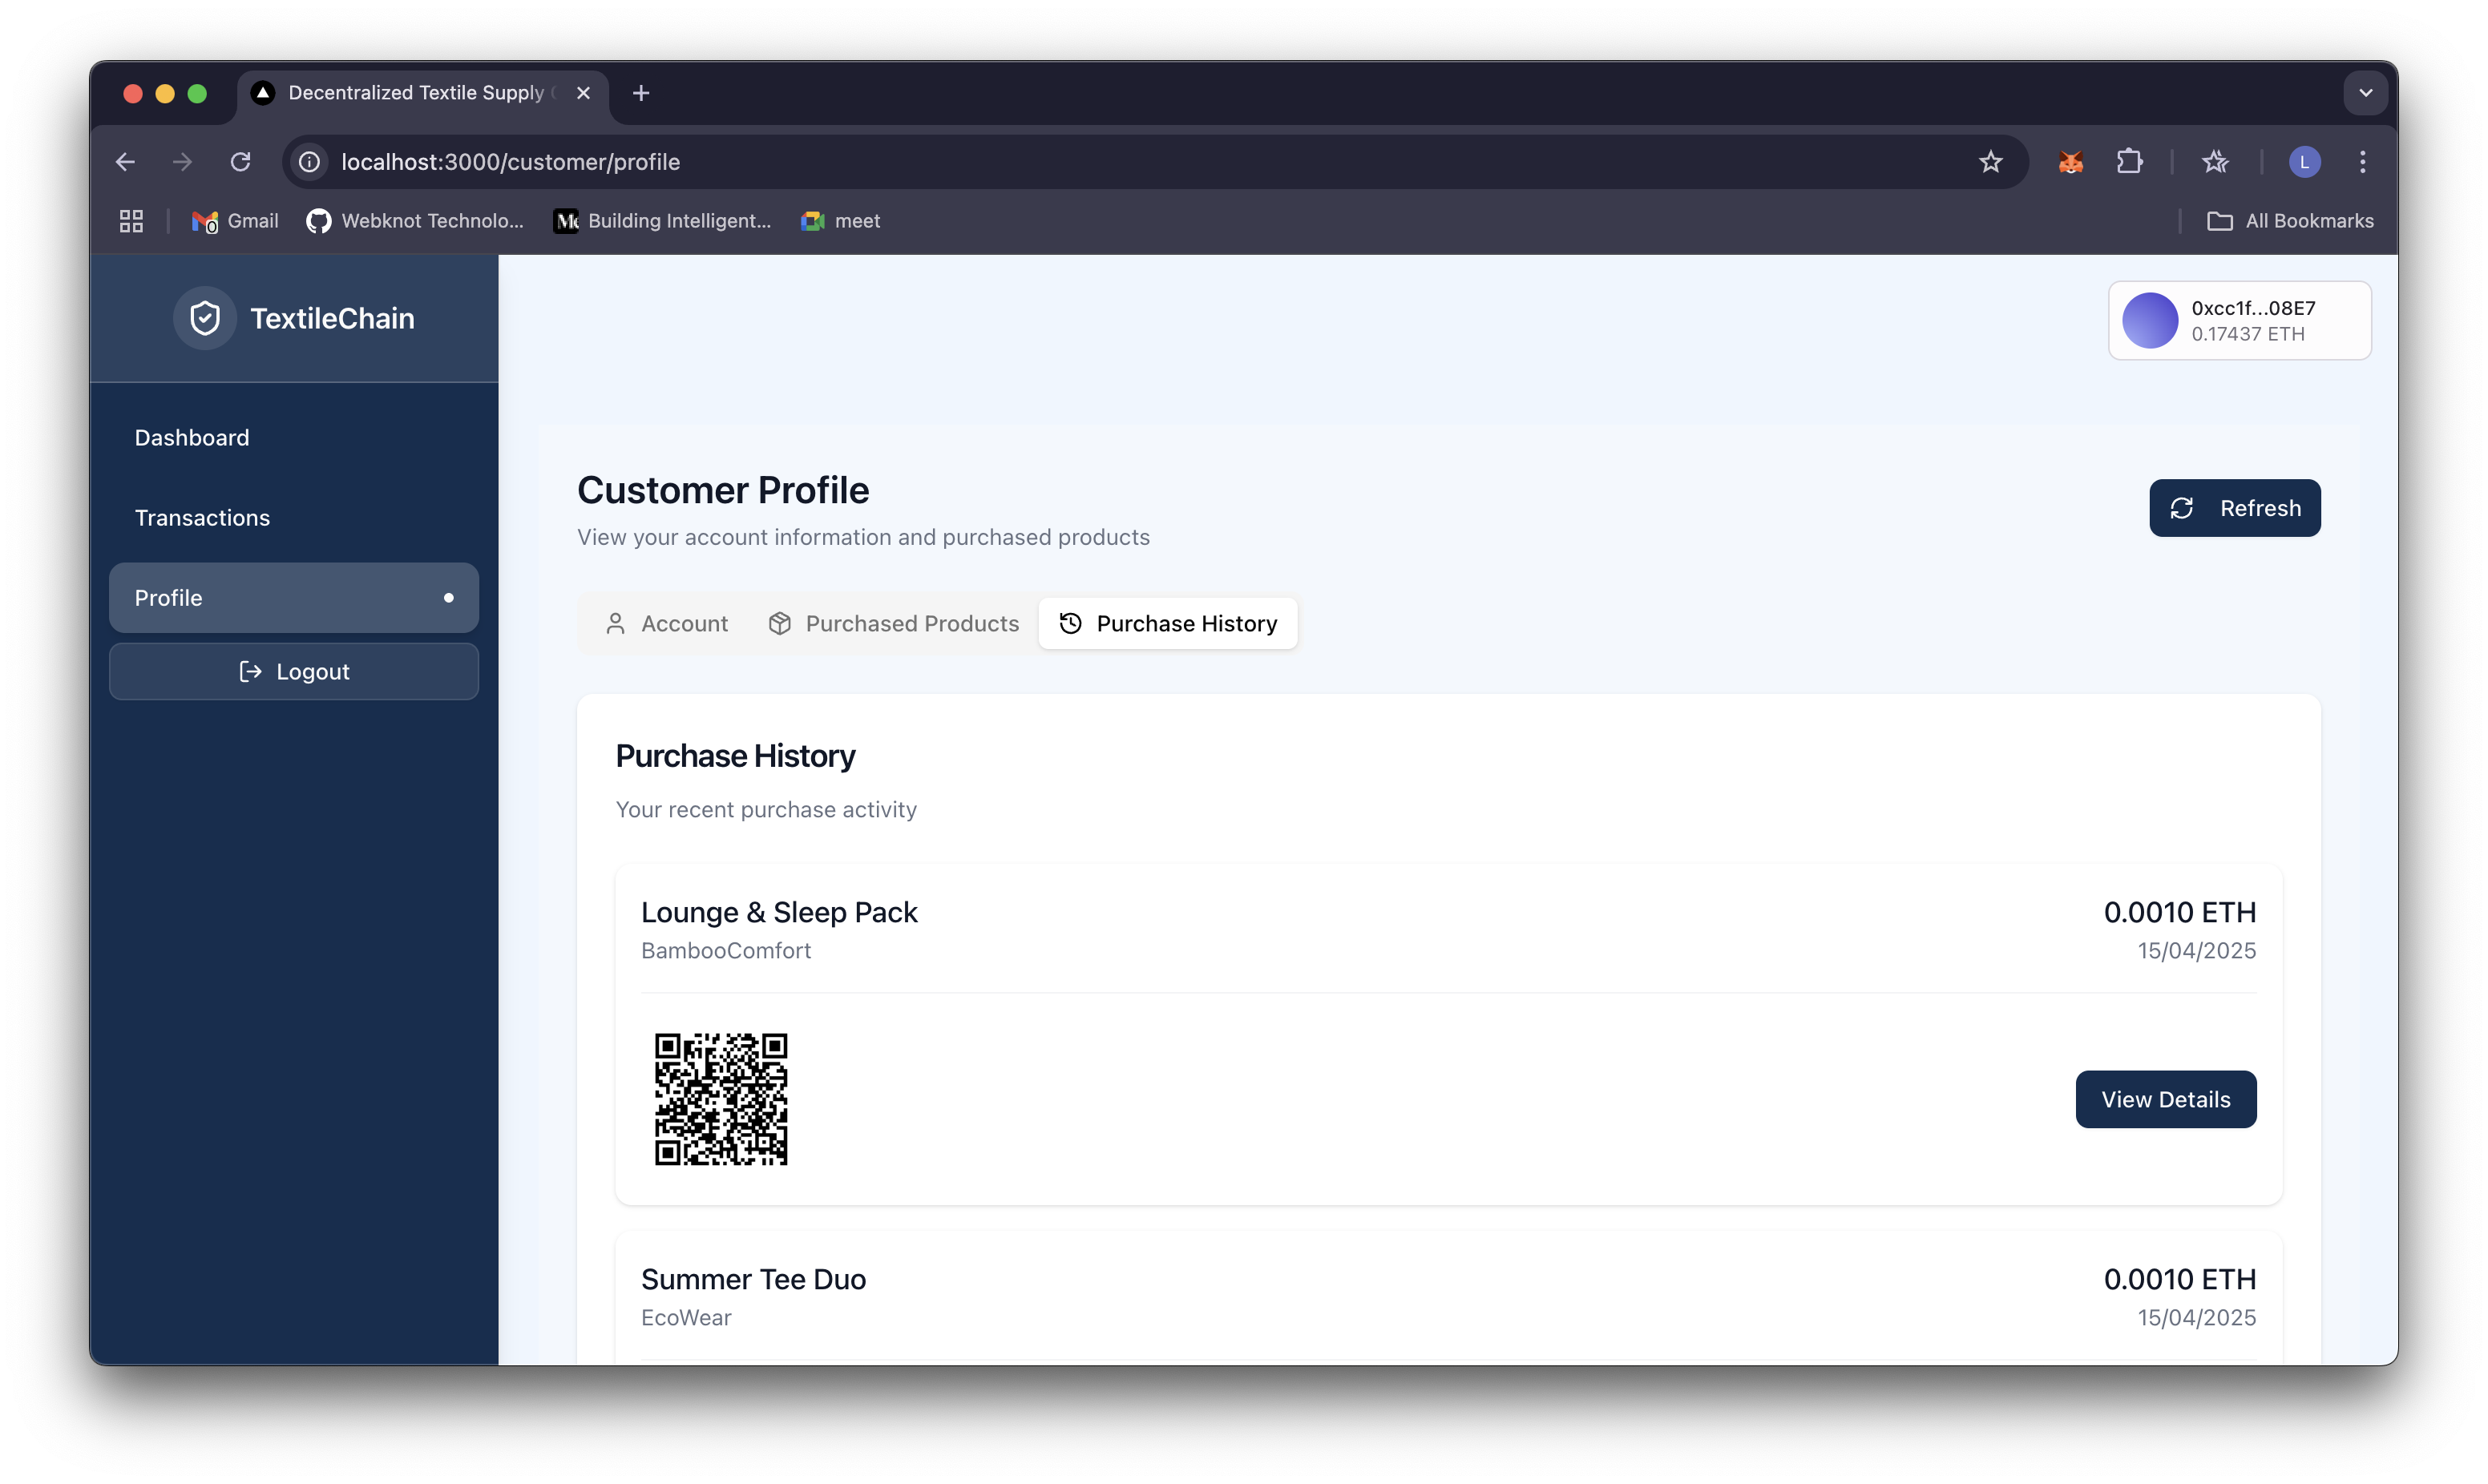 Decentralized Textile Supply
localhost:3000/customer/profile
L
Gmail
Webknot Technolo...
Building Intelligent...
meet
All Bookmarks
TextileChain
0xcc1f...08E7
0.17437 ETH
Dashboard
Transactions
Profile
Logout
Customer Profile
View your account information and purchased products
Refresh
Account
Purchased Products
Purchase History
Purchase History
Your recent purchase activity
Lounge & Sleep Pack
0.0010 ETH
BambooComfort
15/04/2025
View Details
Summer Tee Duo
0.0010 ETH
EcoWear
15/04/2025